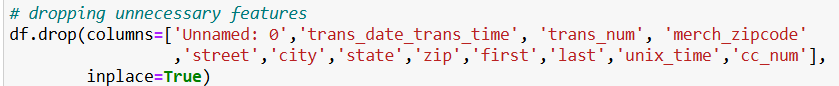 # dropping unnecessary features
df.drop(columns=['Unnamed: 0','trans_date_trans_time', 'trans_num', 'merch_zipcode'
,'street','city','state','zip','first','last','unix_time','cc_num'],
inplace=True)